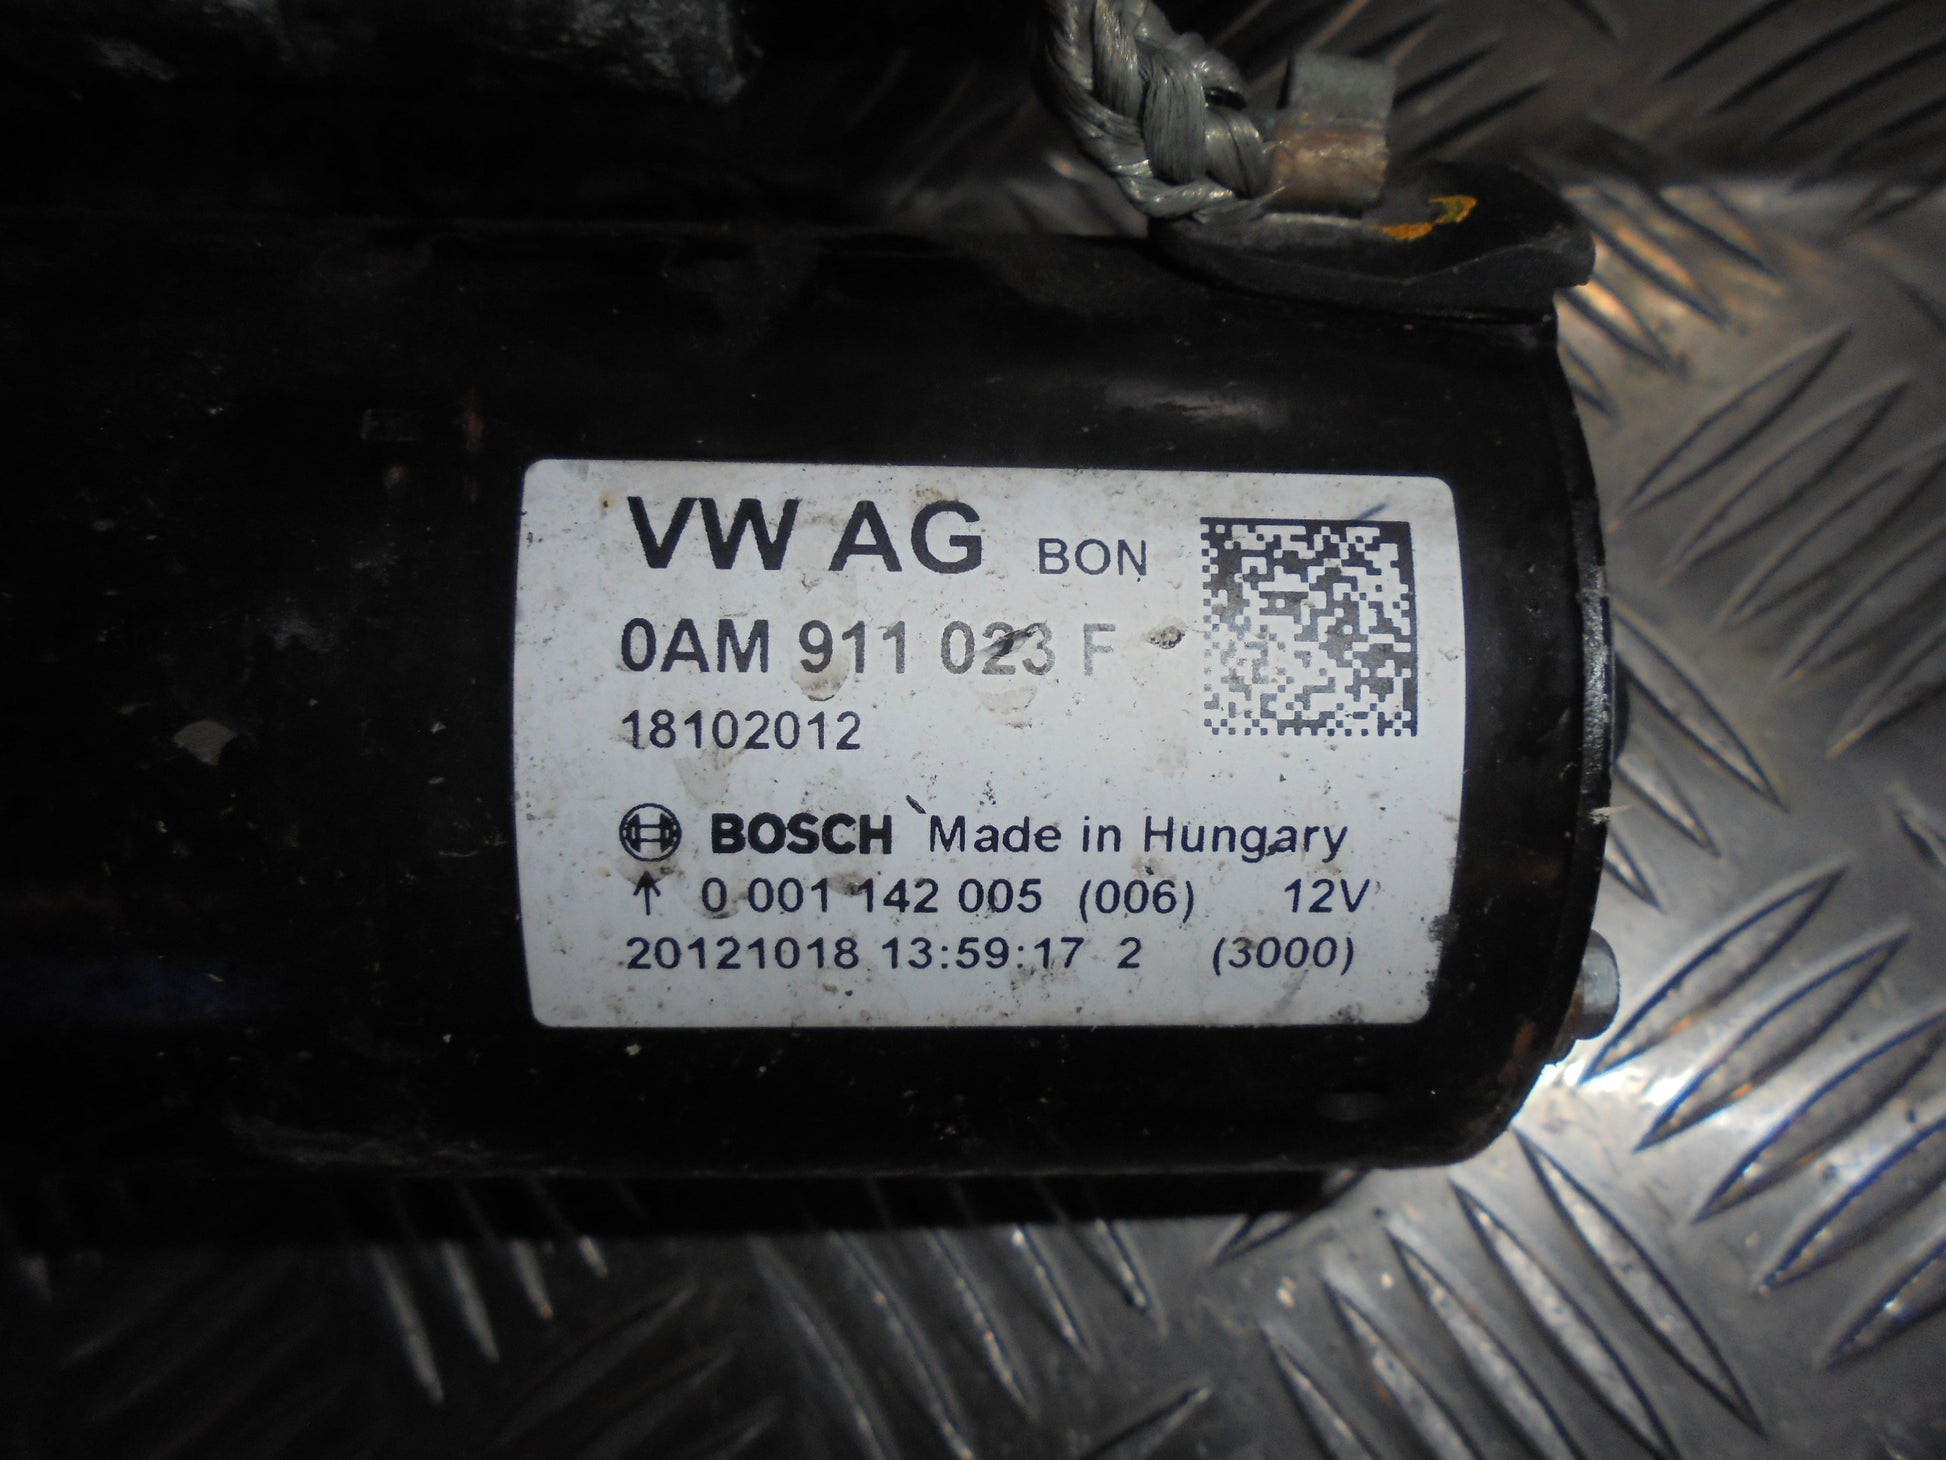 VW AG BON
0AM 911 023 F
18102012
BOSCH Made in Hungary
↑ 0 001 142 005 (006) 12V
20121018 13:59:17 2 (3000)